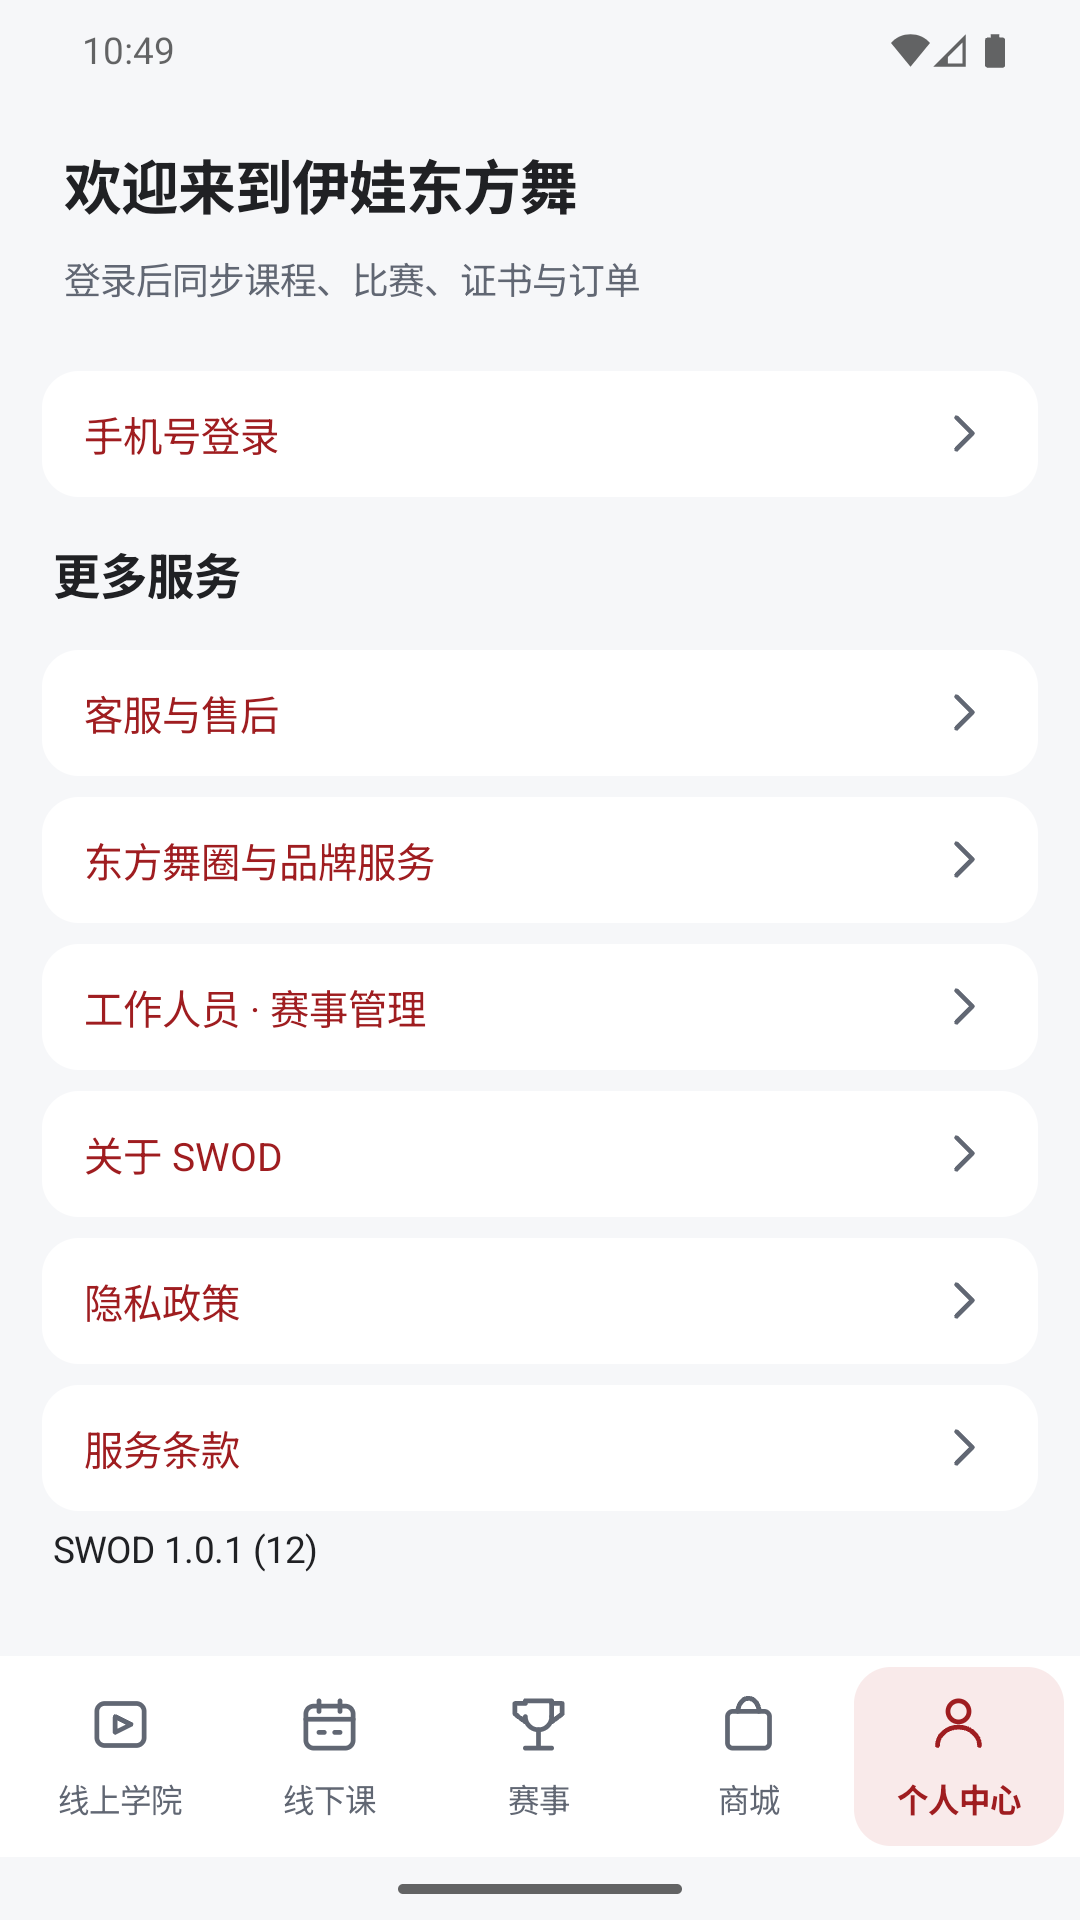 10:49
欢迎来到伊娃东方舞
登录后同步课程、比赛、证书与订单
手机号登录
更多服务
客服与售后
东方舞圈与品牌服务
工作人员 · 赛事管理
关于 SWOD
隐私政策
服务条款
SWOD 1.0.1 (12)
线上学院
线下课
赛事
商城
个人中心